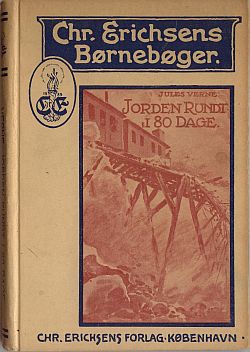 Chr. Erichsens
Børnebøger.
JULES VERNE:
JORDEN RUNDT
I 80 DAGE.
CHR. ERICHSENS FORLAG · KØBENHAVN